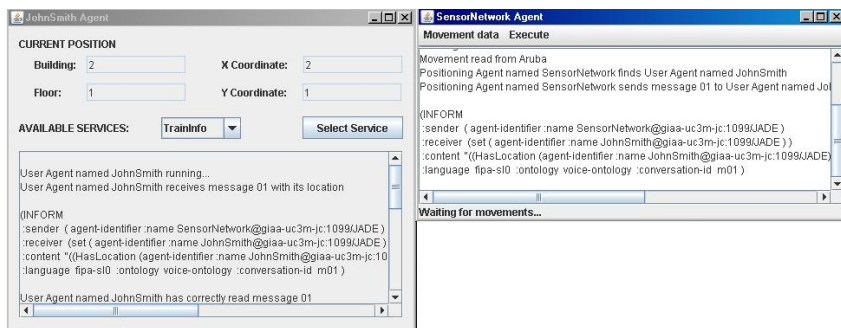 JohnSmith Agent
CURRENT POSITION
Building: 2 X Coordinate: 2
Floor: 1 Y Coordinate: 1
AVAILABLE SERVICES: TrainInfo Select Service
User Agent named JohnSmith running...
User Agent named JohnSmith receives message 01 with its location
(INFORM
:sender ( agent-identifier :name SensorNetwork@giaa-uc3m-jc:1099/JADE )
:receiver (set ( agent-identifier :name JohnSmith@giaa-uc3m-jc:1099/JADE )
:content "((HasLocation (agent-identifier :name JohnSmith@giaa-uc3m-jc:10
:language fipa-sl0 :ontology voice-ontology :conversation-id m01 )
User Agent named JohnSmith has correctly read message 01
SensorNetwork Agent
Movement data Execute
Movement read from Aruba
Positioning Agent named SensorNetwork finds User Agent named JohnSmith
Positioning Agent named SensorNetwork sends message 01 to User Agent named Jo
(INFORM
:sender ( agent-identifier :name SensorNetwork@giaa-uc3m-jc:1099/JADE )
:receiver (set ( agent-identifier :name JohnSmith@giaa-uc3m-jc:1099/JADE ) )
:content "((HasLocation (agent-identifier :name JohnSmith@giaa-uc3m-jc:1099/JADE)
:language fipa-sl0 :ontology voice-ontology :conversation-id m01 )
Waiting for movements...